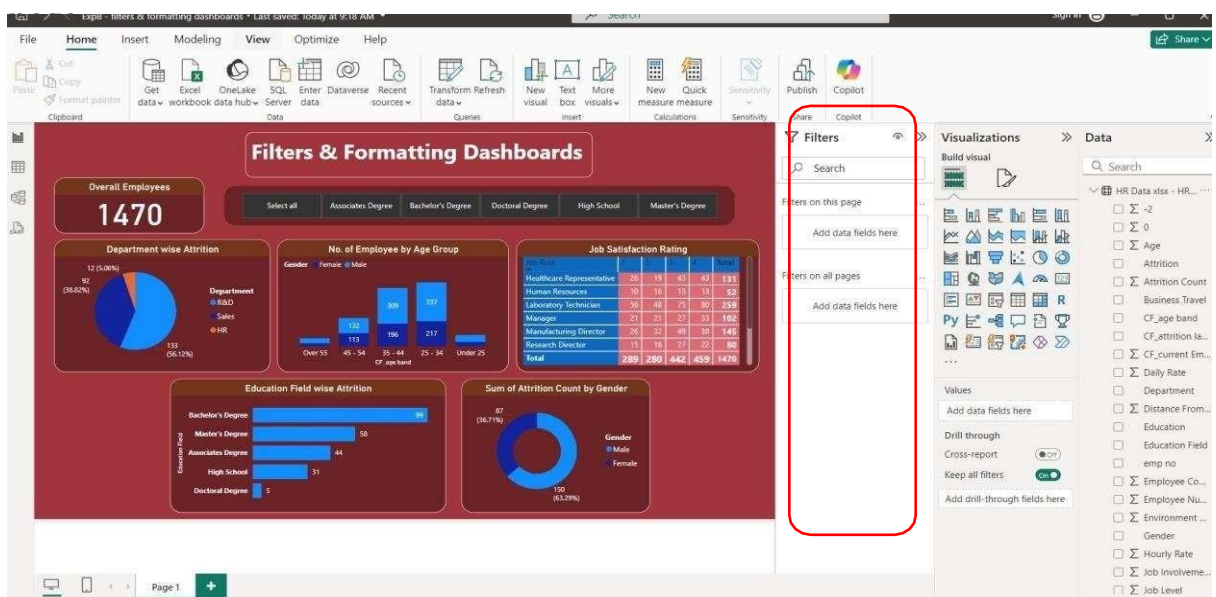 Exp8 - filters & formatting dashboards • Last saved: Today at 9:18 AM
Search
Sign in
File Home Insert Modeling View Optimize Help
Share
Paste
Cut
Copy
Format painter
Get data
Excel workbook
OneLake data hub
SQL Server
Enter data
Dataverse
Recent sources
Transform data
Refresh
New visual
Text box
More visuals
New measure
Quick measure
Sensitivity
Publish
Copilot
Clipboard
Data
Queries
Insert
Calculations
Sensitivity
Share
Copilot
Filters & Formatting Dashboards
Overall Employees
1470
Select all
Associates Degree
Bachelor's Degree
Doctoral Degree
High School
Master's Degree
Department wise Attrition
12 (5.06%)
92
(38.82%)
133
(56.12%)
Department
R&D
Sales
HR
No. of Employee by Age Group
Gender Female Male
132
113
309
196
337
217
Over 55
45 - 54
35 - 44
25 - 34
Under 25
CF_age band
Job Satisfaction Rating
Job Role 1 2 3 4 Total
Healthcare Representative 26 19 43 43 131
Human Resources 10 16 13 13 52
Laboratory Technician 56 48 75 80 259
Manager 21 21 27 33 102
Manufacturing Director 26 32 49 38 145
Research Director 15 16 27 22 80
Total 289 280 442 459 1470
Education Field wise Attrition
Education Field
Bachelor's Degree 99
Master's Degree 58
Associates Degree 44
High School 31
Doctoral Degree 5
Sum of Attrition Count by Gender
87
(36.71%)
150
(63.29%)
Gender
Male
Female
Page 1
Filters
Search
Filters on this page
...
Add data fields here
Filters on all pages
...
Add data fields here
Visualizations
Build visual
R
Py
...
Values
Add data fields here
Drill through
Cross-report
Off
Keep all filters
On
Add drill-through fields here
Data
Search
HR Data xlsx - HR... ...
-2
0
Age
Attrition
Attrition Count
Business Travel
CF_age band
CF_attrition la...
CF_current Em...
Daily Rate
Department
Distance From...
Education
Education Field
emp no
Employee Co...
Employee Nu...
Environment ...
Gender
Hourly Rate
Job Involveme...
Job Level